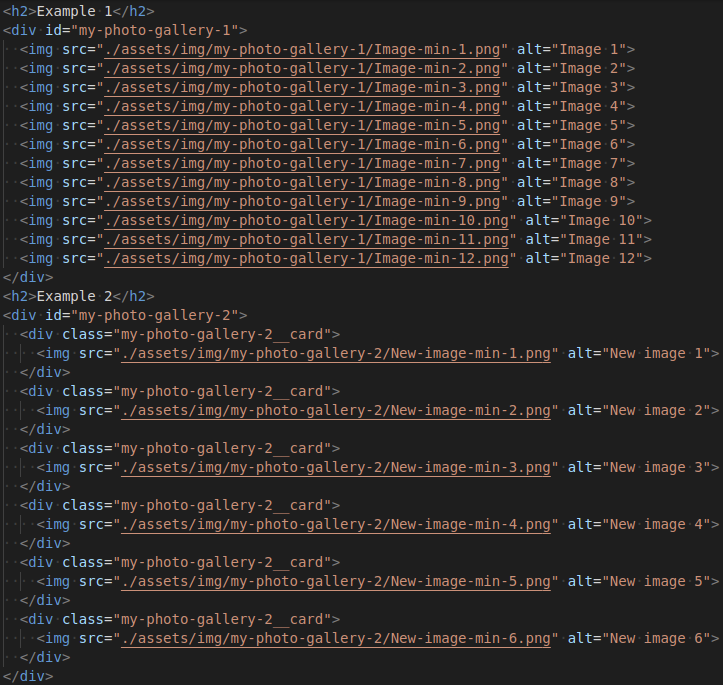 <h2>Example 1</h2>
<div id="my-photo-gallery-1">
  <img src="./assets/img/my-photo-gallery-1/Image-min-1.png" alt="Image 1">
  <img src="./assets/img/my-photo-gallery-1/Image-min-2.png" alt="Image 2">
  <img src="./assets/img/my-photo-gallery-1/Image-min-3.png" alt="Image 3">
  <img src="./assets/img/my-photo-gallery-1/Image-min-4.png" alt="Image 4">
  <img src="./assets/img/my-photo-gallery-1/Image-min-5.png" alt="Image 5">
  <img src="./assets/img/my-photo-gallery-1/Image-min-6.png" alt="Image 6">
  <img src="./assets/img/my-photo-gallery-1/Image-min-7.png" alt="Image 7">
  <img src="./assets/img/my-photo-gallery-1/Image-min-8.png" alt="Image 8">
  <img src="./assets/img/my-photo-gallery-1/Image-min-9.png" alt="Image 9">
  <img src="./assets/img/my-photo-gallery-1/Image-min-10.png" alt="Image 10">
  <img src="./assets/img/my-photo-gallery-1/Image-min-11.png" alt="Image 11">
  <img src="./assets/img/my-photo-gallery-1/Image-min-12.png" alt="Image 12">
</div>
<h2>Example 2</h2>
<div id="my-photo-gallery-2">
  <div class="my-photo-gallery-2__card">
    <img src="./assets/img/my-photo-gallery-2/New-image-min-1.png" alt="New image 1">
  </div>
  <div class="my-photo-gallery-2__card">
    <img src="./assets/img/my-photo-gallery-2/New-image-min-2.png" alt="New image 2">
  </div>
  <div class="my-photo-gallery-2__card">
    <img src="./assets/img/my-photo-gallery-2/New-image-min-3.png" alt="New image 3">
  </div>
  <div class="my-photo-gallery-2__card">
    <img src="./assets/img/my-photo-gallery-2/New-image-min-4.png" alt="New image 4">
  </div>
  <div class="my-photo-gallery-2__card">
    <img src="./assets/img/my-photo-gallery-2/New-image-min-5.png" alt="New image 5">
  </div>
  <div class="my-photo-gallery-2__card">
    <img src="./assets/img/my-photo-gallery-2/New-image-min-6.png" alt="New image 6">
  </div>
</div>